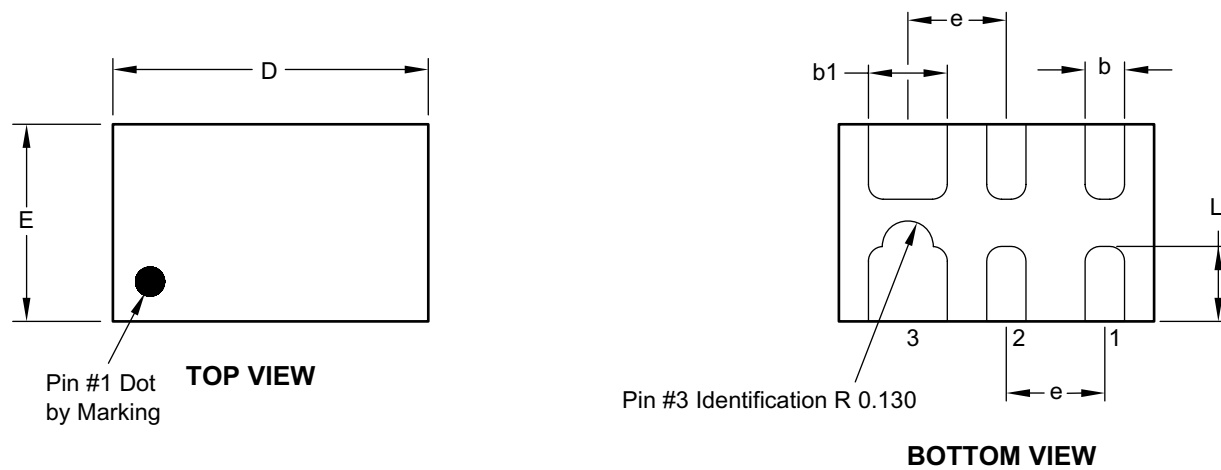 D
E
Pin #1 Dot
by Marking
TOP VIEW
e
b1
b
L
3
2
1
e
Pin #3 Identification R 0.130
BOTTOM VIEW